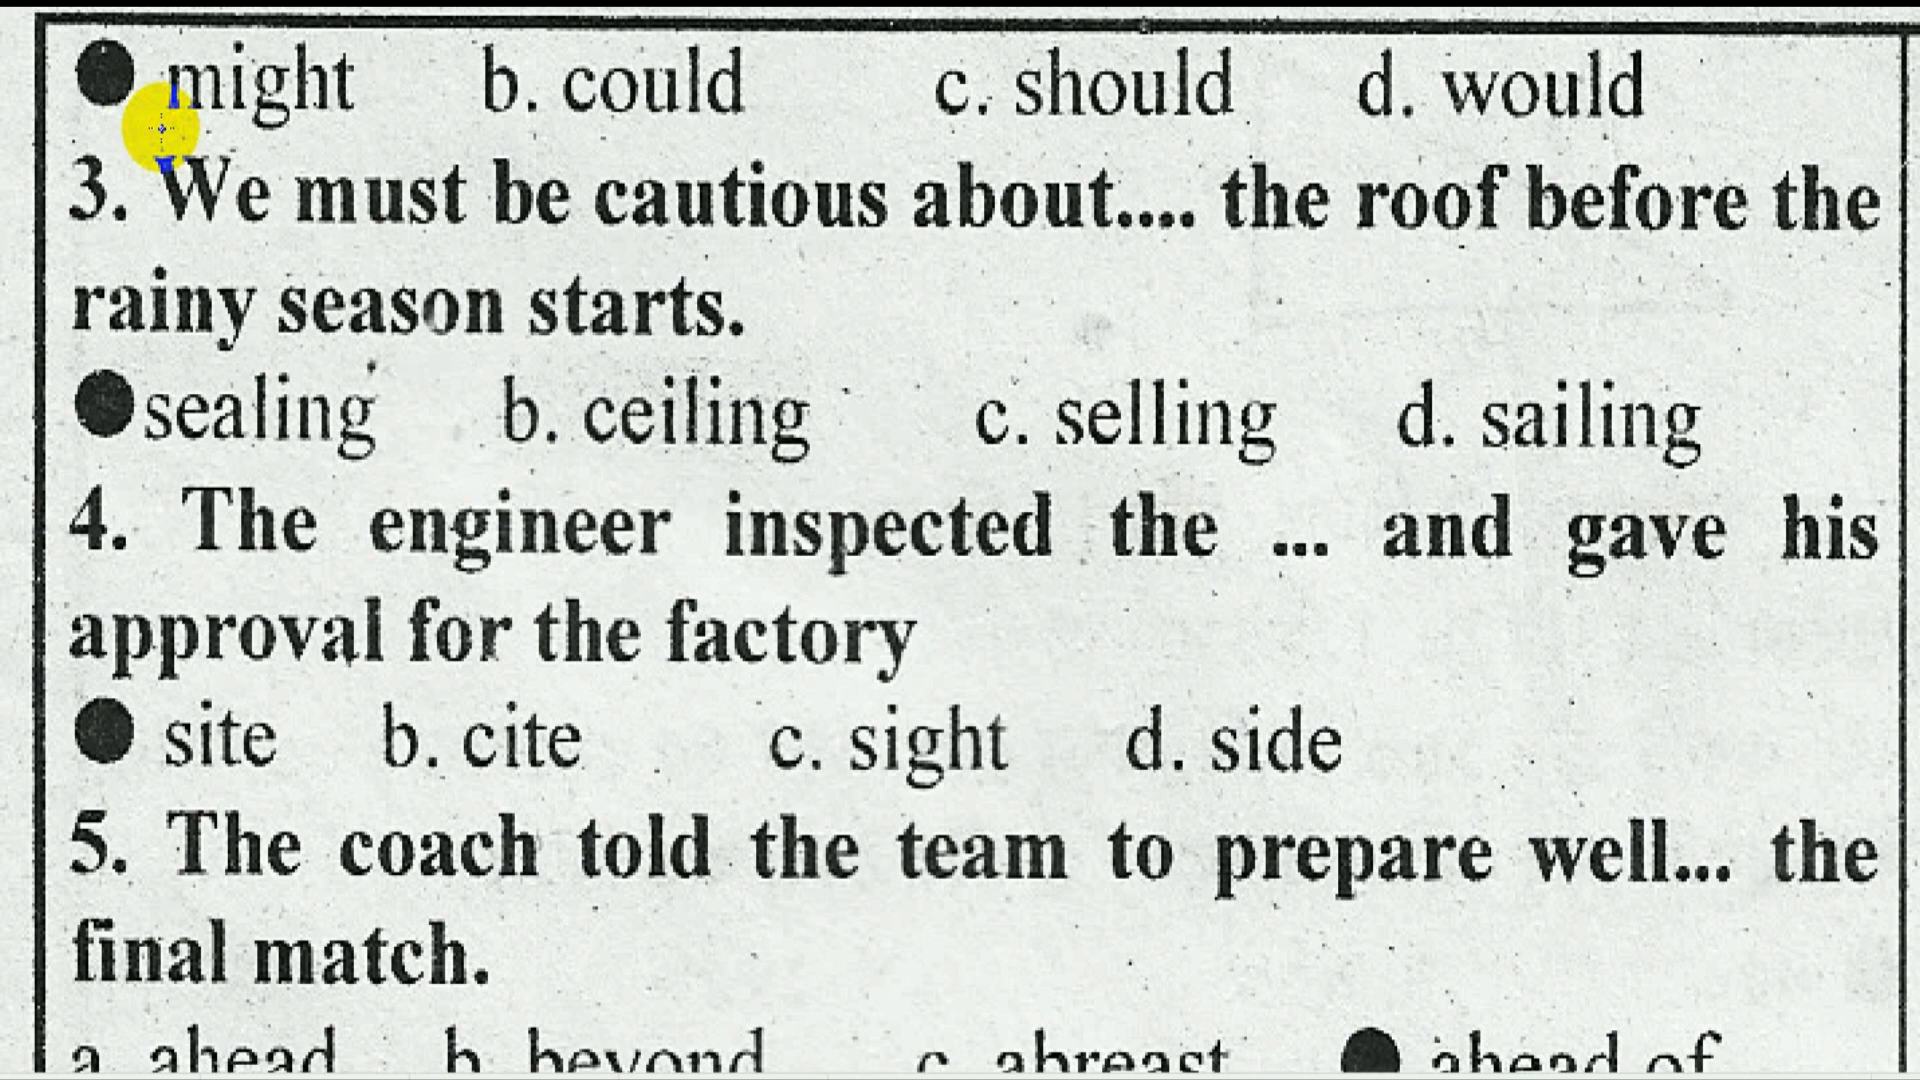 might b. could c. should d. would
3. We must be cautious about.... the roof before the
rainy season starts.
sealing b. ceiling c. selling d. sailing
4. The engineer inspected the ... and gave his
approval for the factory
site b. cite c. sight d. side
5. The coach told the team to prepare well... the
final match.
a. ahead b. beyond c. abreast ahead of